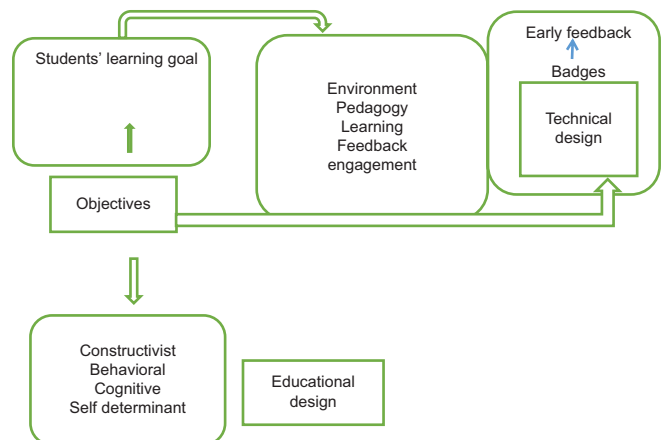 Students’ learning goal
Environment
Pedagogy
Learning
Feedback
engagement
Early feedback
Badges
Technical
design
Objectives
Constructivist
Behavioral
Cognitive
Self determinant
Educational
design